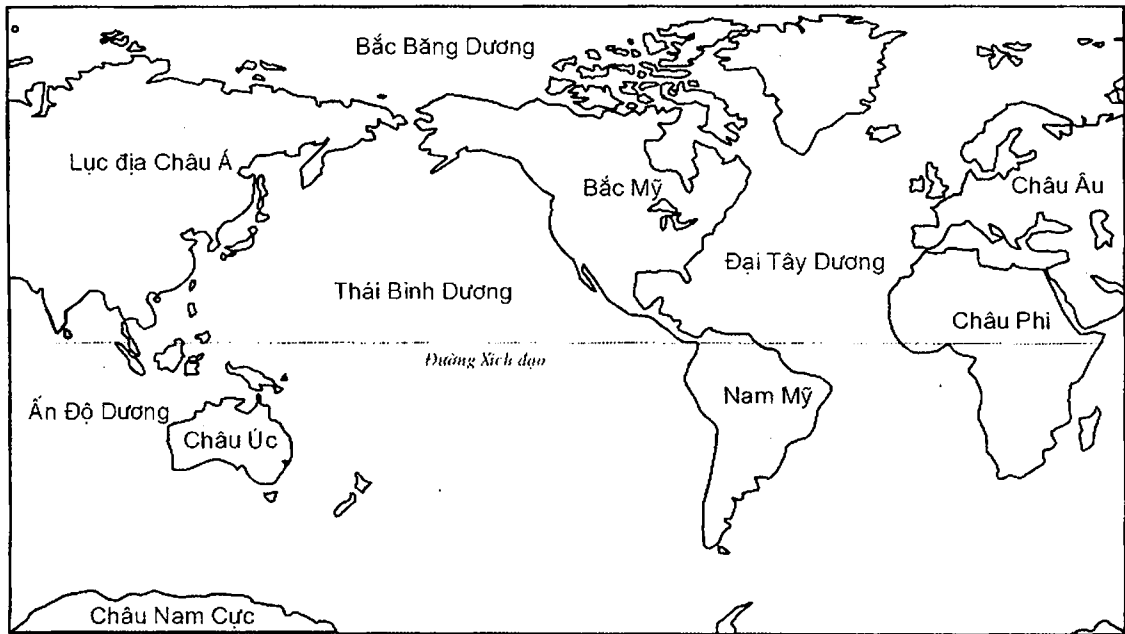 Bắc Băng Dương
Lục địa Châu Á
Bắc Mỹ
Châu Âu
Đại Tây Dương
Thái Bình Dương
Châu Phi
Đường Xích đạo
Nam Mỹ
Ấn Độ Dương
Châu Úc
Châu Nam Cực